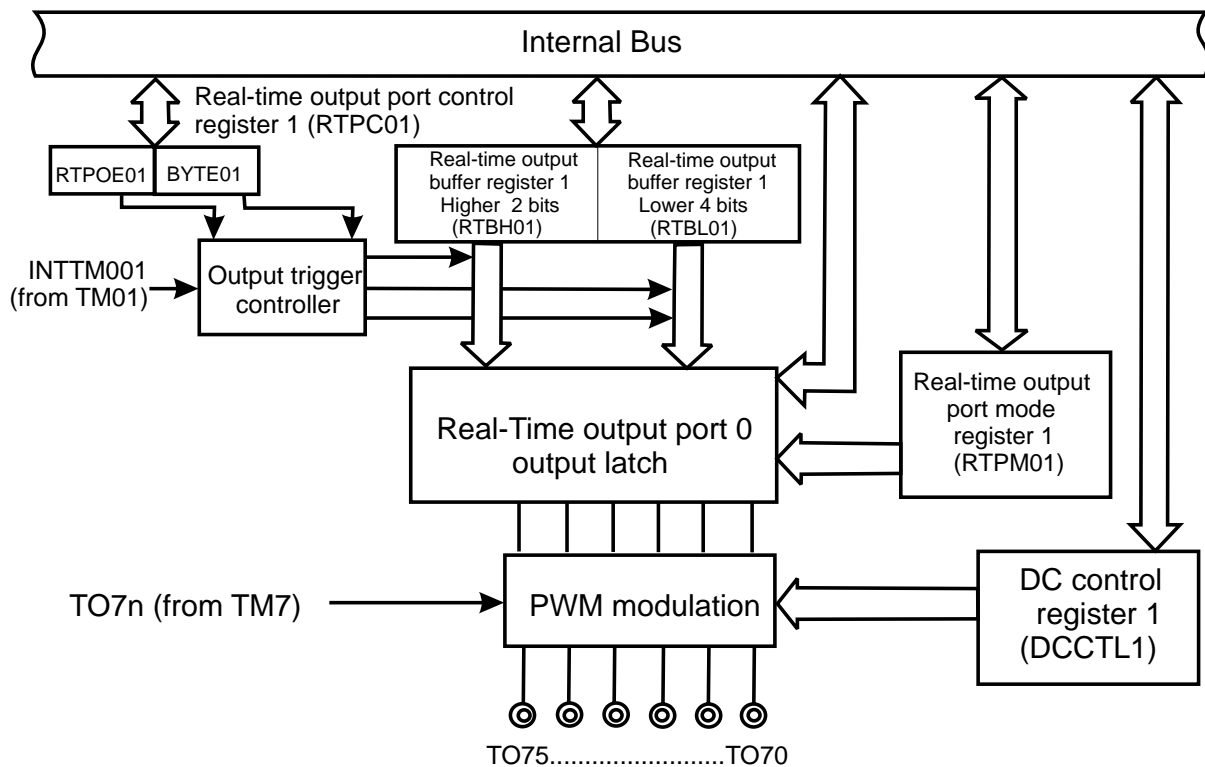 Internal Bus
Real-time output port control
register 1 (RTPC01)
RTPOE01
BYTE01
Real-time output
buffer register 1
Higher 2 bits
(RTBH01)
Real-time output
buffer register 1
Lower 4 bits
(RTBL01)
INTTM001
(from TM01)
Output trigger
controller
Real-Time output port 0
output latch
Real-time output
port mode
register 1
(RTPM01)
TO7n (from TM7)
PWM modulation
DC control
register 1
(DCCTL1)
TO75........................TO70